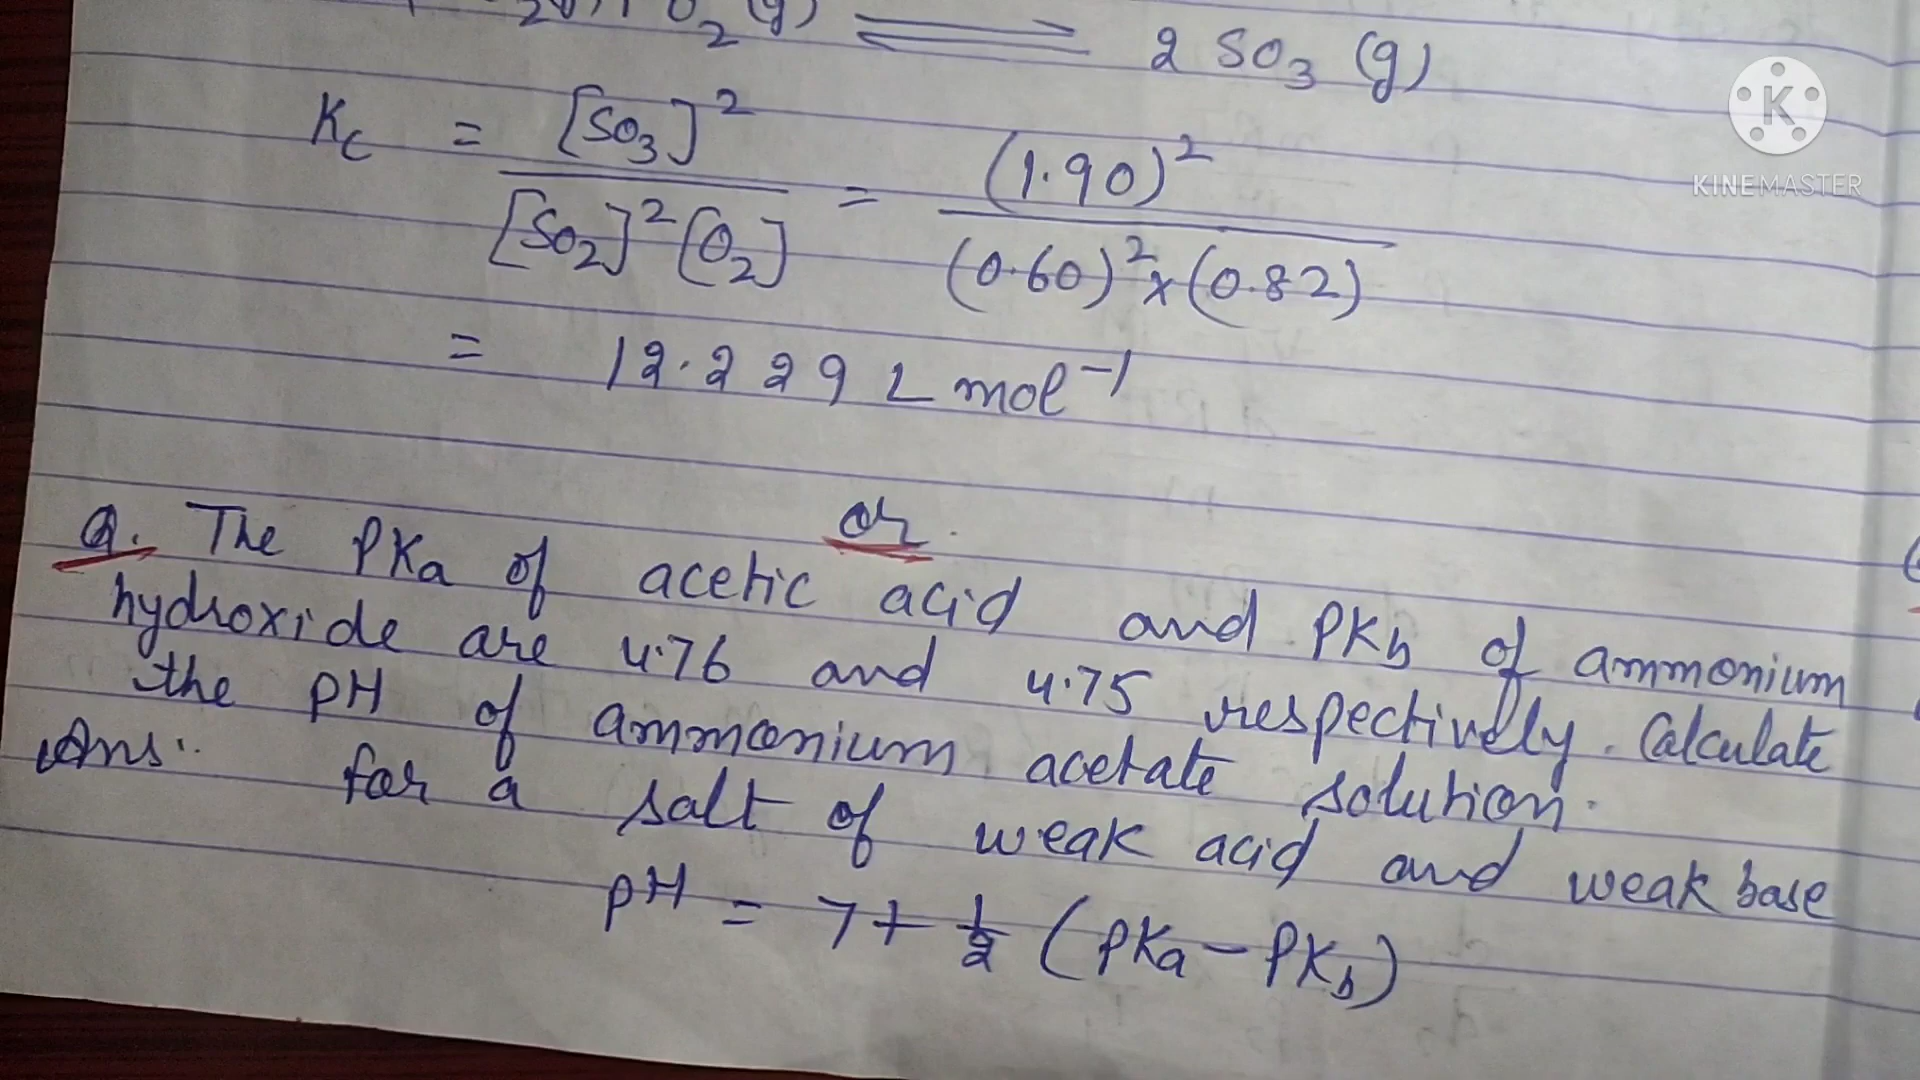 O2 (g) ⇌ 2 SO3 (g)
Kc = [SO3]^2 / [SO2]^2 [O2] = (1.90)^2 / (0.60)^2 x (0.82)
= 12.229 L mol^-1
or
Q. The PKa of acetic acid and PKb of ammonium
hydroxide are 4.76 and 4.75 respectively. Calculate
the pH of ammonium acetate solution.
Ans:. for a salt of weak acid and weak base
pH = 7 + 1/2 (PKa - PKb)
K
KINEMASTER